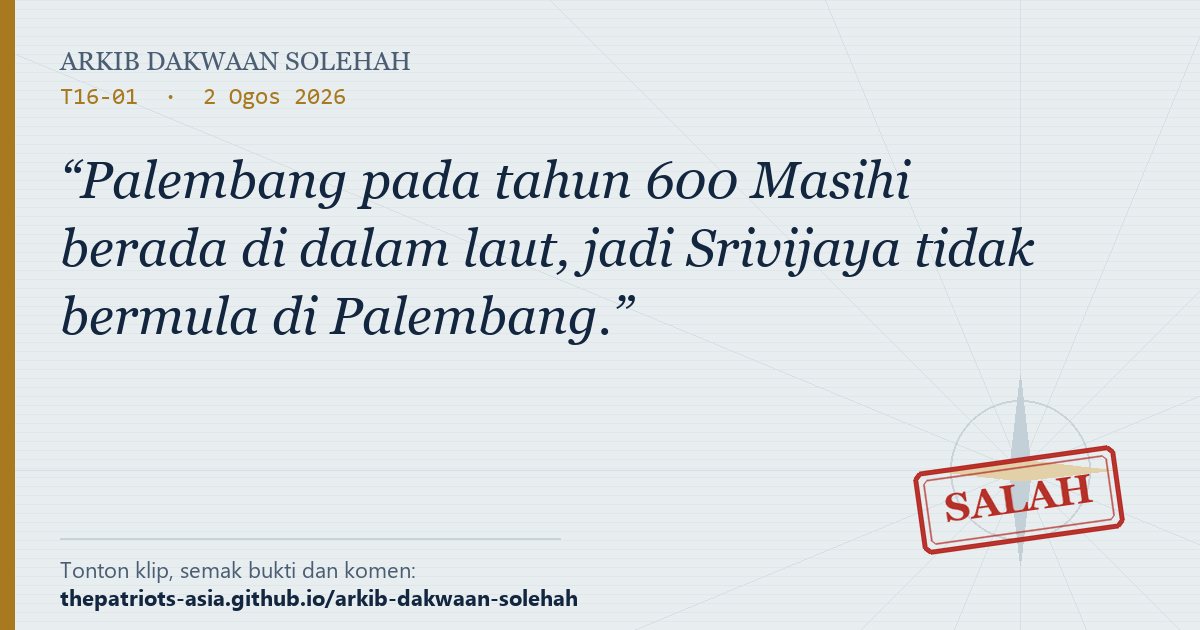 ARKIB DAKWAAN SOLEHAH
T16-01 · 2 Ogos 2026
“Palembang pada tahun 600 Masihi
berada di dalam laut, jadi Srivijaya tidak
bermula di Palembang.”
SALAH
Tonton klip, semak bukti dan komen:
thepatriots-asia.github.io/arkib-dakwaan-solehah